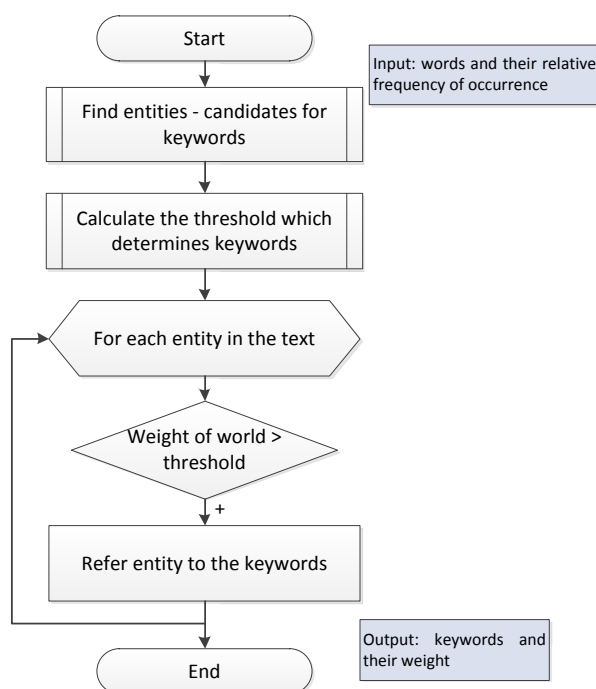 Start
Input: words and their relative
frequency of occurrence
Find entities - candidates for
keywords
Calculate the threshold which
determines keywords
For each entity in the text
Weight of world >
threshold
+
Refer entity to the keywords
Output: keywords and
their weight
End